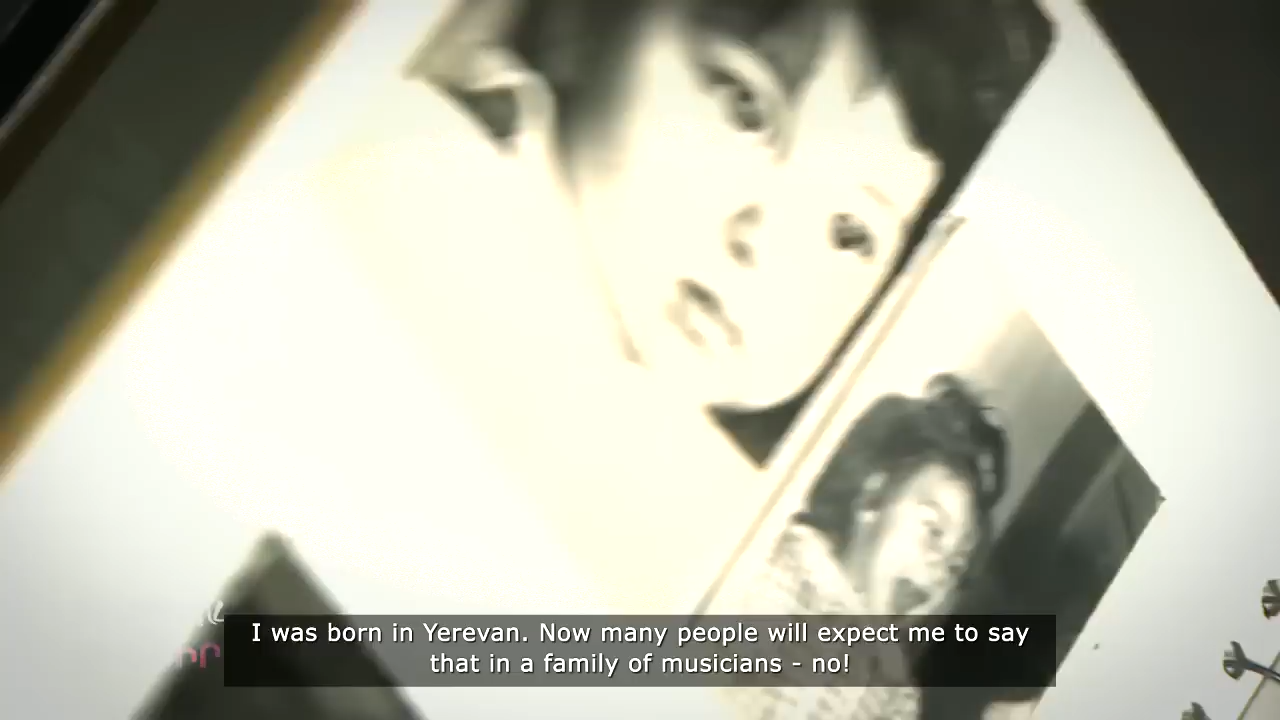 I was born in Yerevan. Now many people will expect me to say
that in a family of musicians - no!